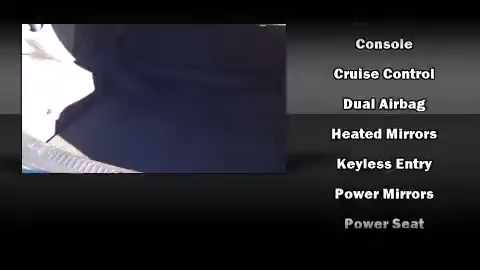 Console
Cruise Control
Dual Airbag
Heated Mirrors
Keyless Entry
Power Mirrors
Power Seat